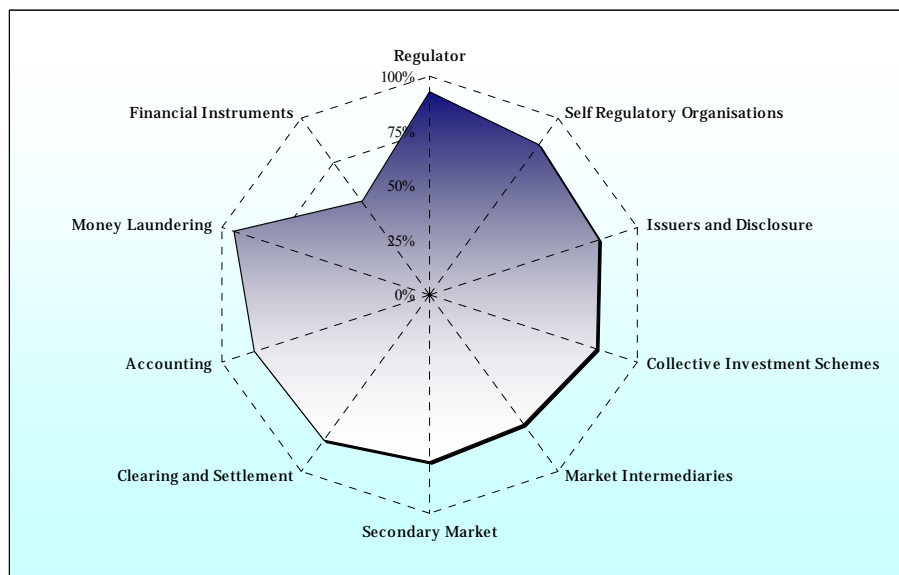 Regulator
100%
Financial Instruments
Self Regulatory Organisations
75%
50%
Money Laundering
Issuers and Disclosure
25%
0%
Accounting
Collective Investment Schemes
Clearing and Settlement
Market Intermediaries
Secondary Market